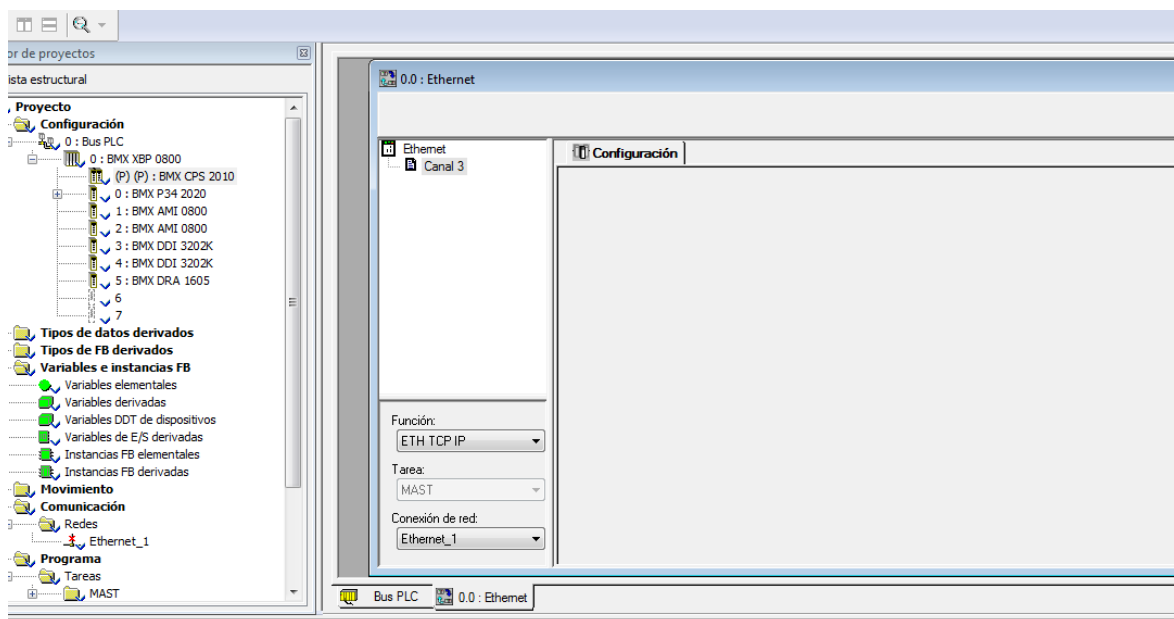 or de proyectos
ista estructural
Proyecto
Configuración
0 : Bus PLC
0 : BMX XBP 0800
(P) (P) : BMX CPS 2010
0 : BMX P34 2020
1 : BMX AMI 0800
2 : BMX AMI 0800
3 : BMX DDI 3202K
4 : BMX DDI 3202K
5 : BMX DRA 1605
6
7
Tipos de datos derivados
Tipos de FB derivados
Variables e instancias FB
Variables elementales
Variables derivadas
Variables DDT de dispositivos
Variables de E/S derivadas
Instancias FB elementales
Instancias FB derivadas
Movimiento
Comunicación
Redes
Ethernet_1
Programa
Tareas
MAST
0.0 : Ethernet
Ethernet
Canal 3
Configuración
Función:
ETH TCP IP
Tarea:
MAST
Conexión de red:
Ethernet_1
Bus PLC
0.0 : Ethernet